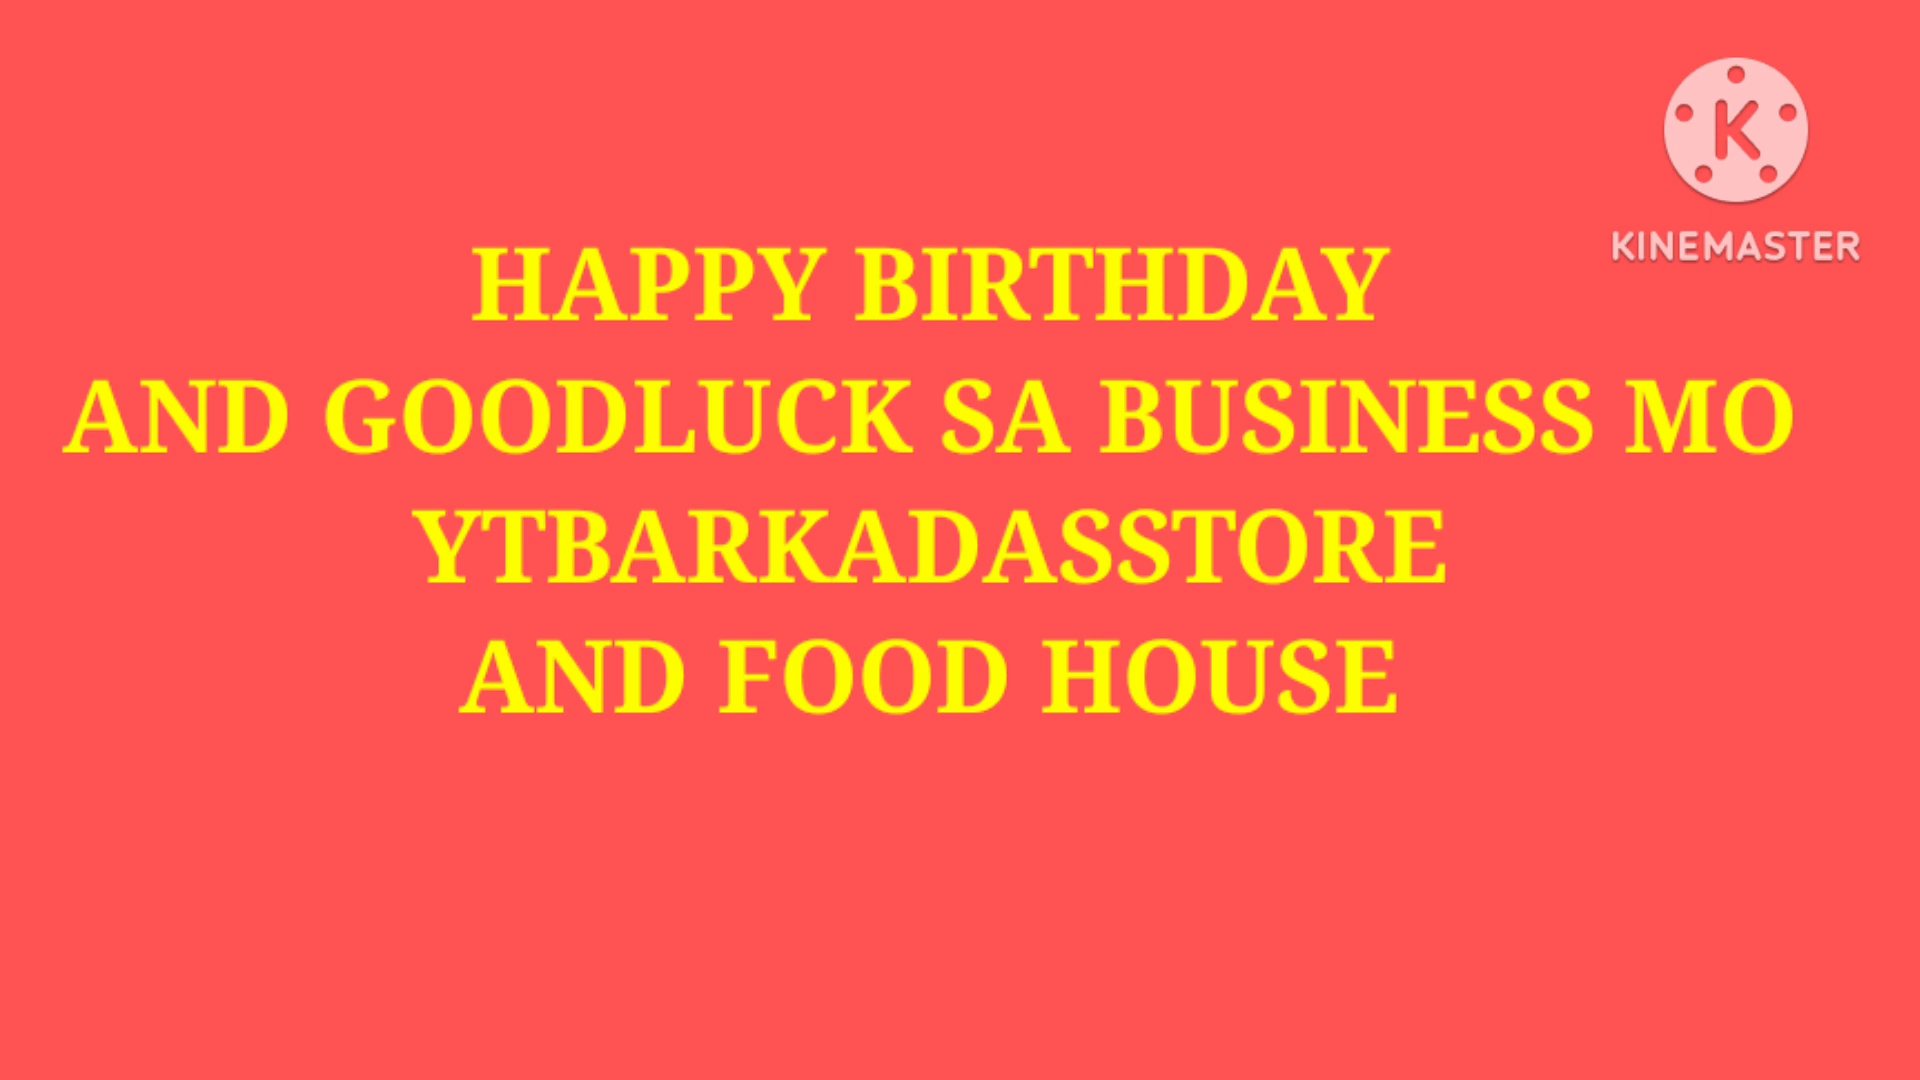 KINEMASTER
HAPPY BIRTHDAY
AND GOODLUCK SA BUSINESS MO
YTBARKADASSTORE
AND FOOD HOUSE